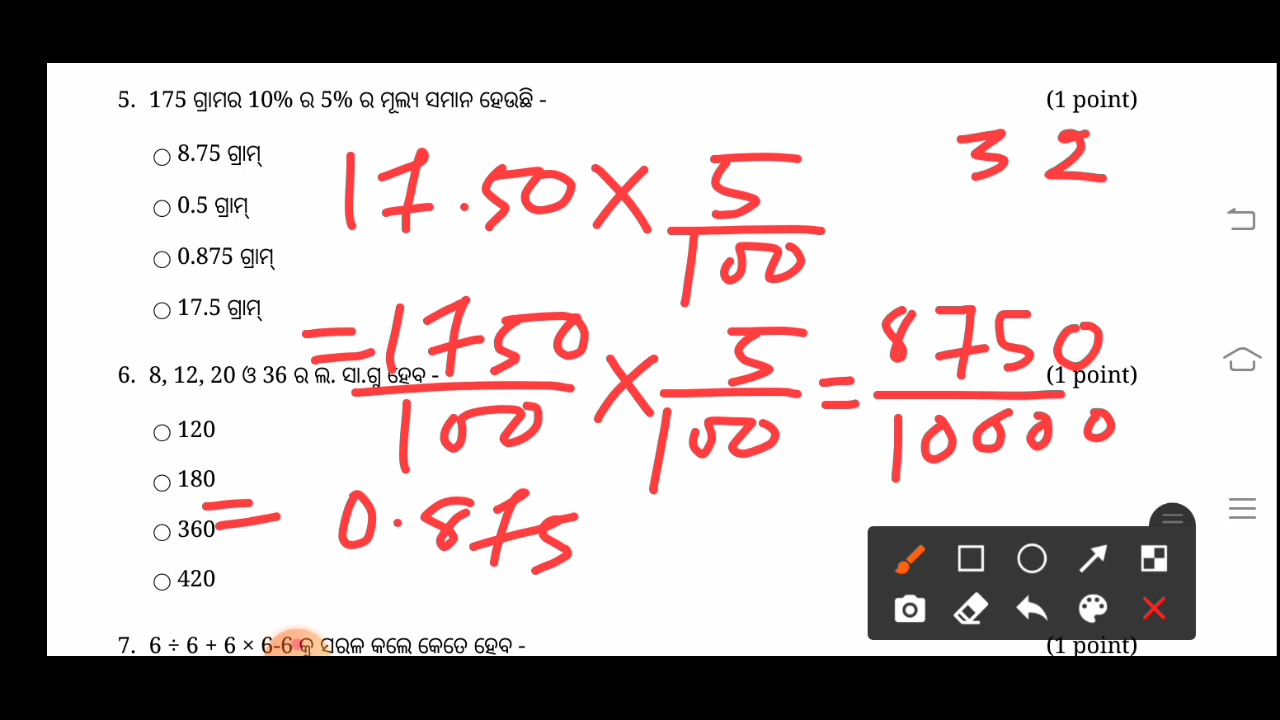 5. 175 ଗ୍ରାମର 10% ର 5% ର ମୂଲ୍ୟ ସମାନ ହେଉଛି - (1 point)
32
8.75 ଗ୍ରାମ୍
17.50 × 5/100
0.5 ଗ୍ରାମ୍
0.875 ଗ୍ରାମ୍
17.5 ଗ୍ରାମ୍
= 1750/100 × 5/100 = 8750/10000
6. 8, 12, 20 ଓ 36 ର ଲ. ସା.ଗୁ ହେବ - (1 point)
120
180
= 0.875
360
420
7. 6 ÷ 6 + 6 × 6-6 କୁ ସରଳ କଲେ କେତେ ହେବ - (1 point)